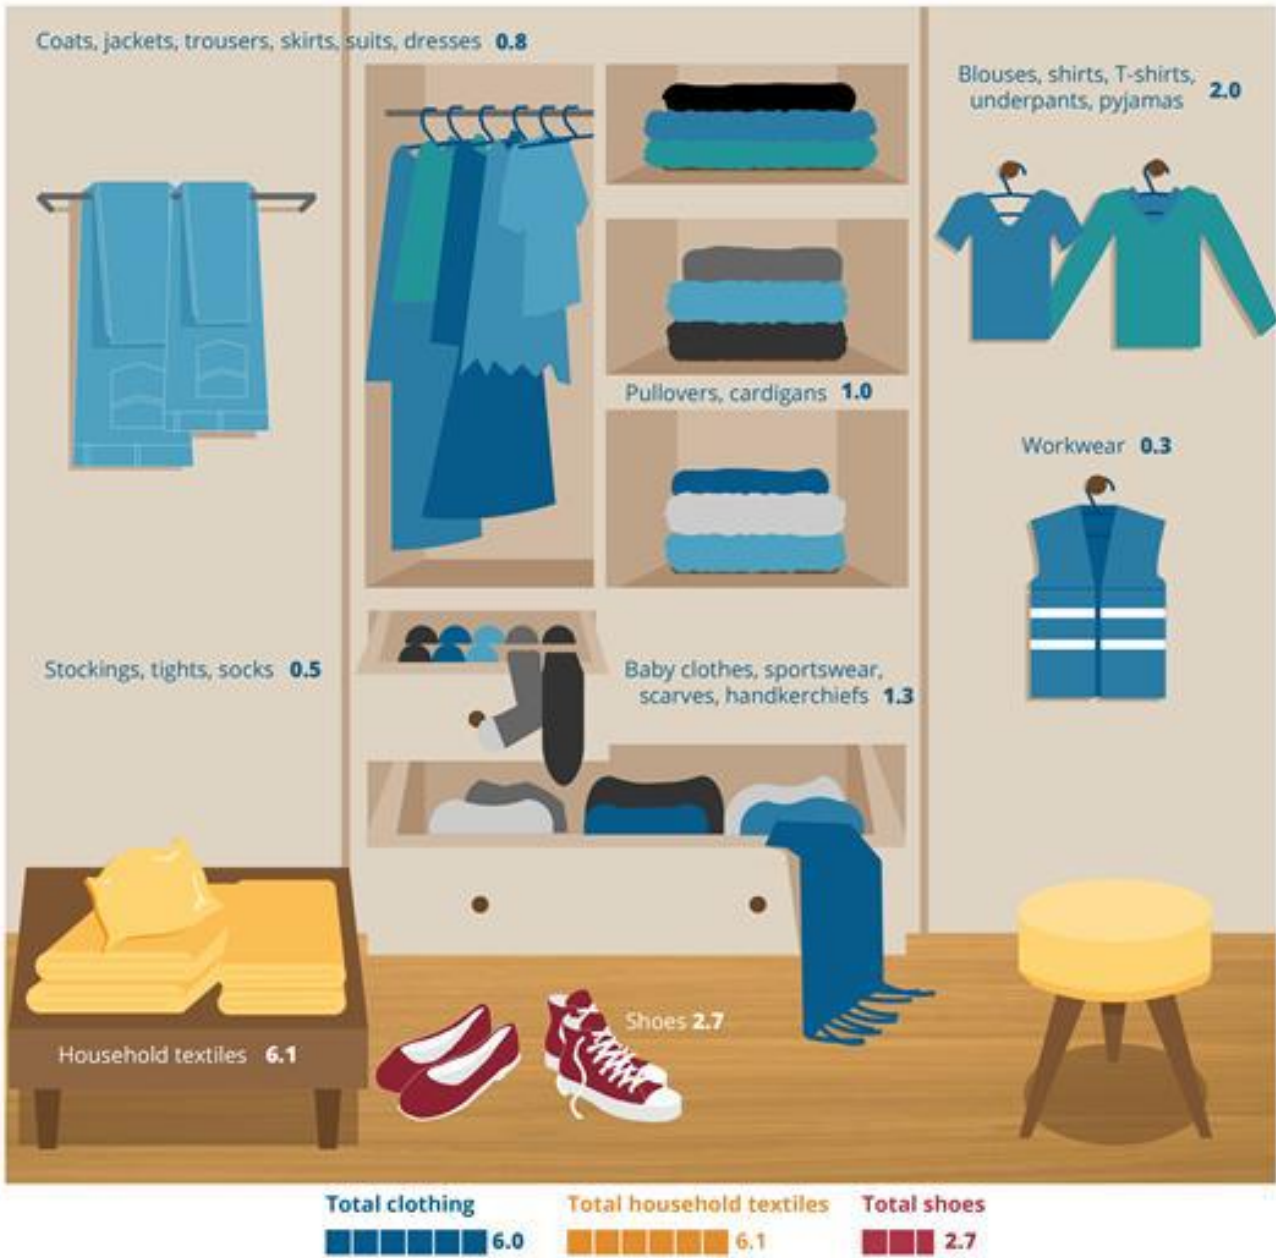 Coats, jackets, trousers, skirts, suits, dresses 0.8
Blouses, shirts, T-shirts, 2.0
underpants, pyjamas
Pullovers, cardigans 1.0
Workwear 0.3
Stockings, tights, socks 0.5
Baby clothes, sportswear,
scarves, handkerchiefs 1.3
Shoes 2.7
Household textiles 6.1
Total clothing
6.0
Total household textiles
6.1
Total shoes
2.7